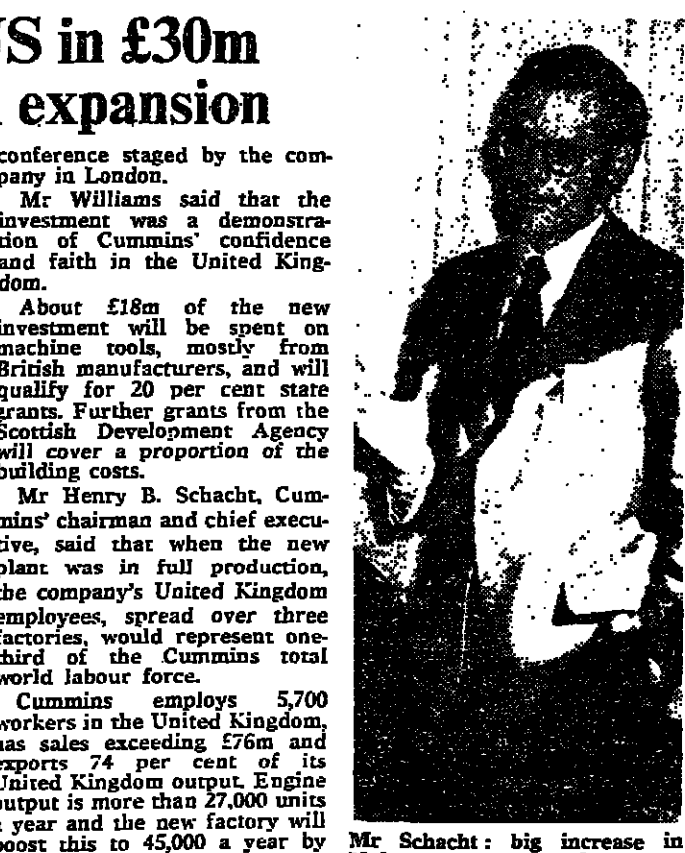 US in £30m
expansion
conference staged by the com-
pany in London.
Mr Williams said that the
investment was a demonstra-
tion of Cummins' confidence
and faith in the United King-
dom.
About £18m of the new
investment will be spent on
machine tools, mostly from
British manufacturers, and will
qualify for 20 per cent state
grants. Further grants from the
Scottish Development Agency
will cover a proportion of the
building costs.
Mr Henry B. Schacht, Cum-
mins' chairman and chief execu-
tive, said that when the new
plant was in full production,
the company's United Kingdom
employees, spread over three
factories, would represent one-
third of the Cummins total
world labour force.
Cummins employs 5,700
workers in the United Kingdom,
has sales exceeding £76m and
exports 74 per cent of its
United Kingdom output. Engine
output is more than 27,000 units
a year and the new factory will
boost this to 45,000 a year by
Mr Schacht : big increase in